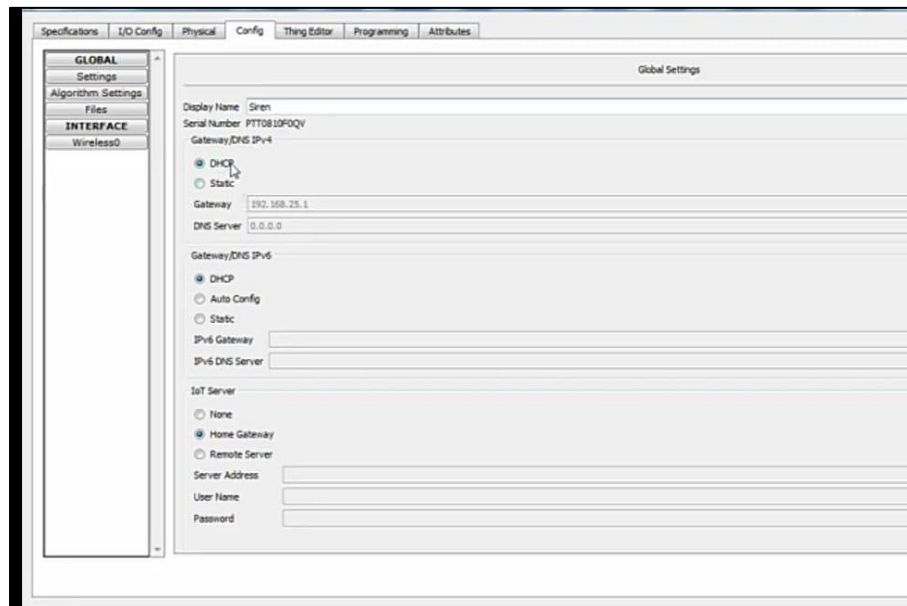 Specifications I/O Config Physical Config Thing Editor Programming Attributes
GLOBAL
Settings
Algorithm Settings
Files
INTERFACE
Wireless0
Global Settings
Display Name Siren
Serial Number PTT0810F0QV
Gateway/DNS IPv4
DHCP
Static
Gateway 192.168.25.1
DNS Server 0.0.0.0
Gateway/DNS IPv6
DHCP
Auto Config
Static
IPv6 Gateway
IPv6 DNS Server
IoT Server
None
Home Gateway
Remote Server
Server Address
User Name
Password